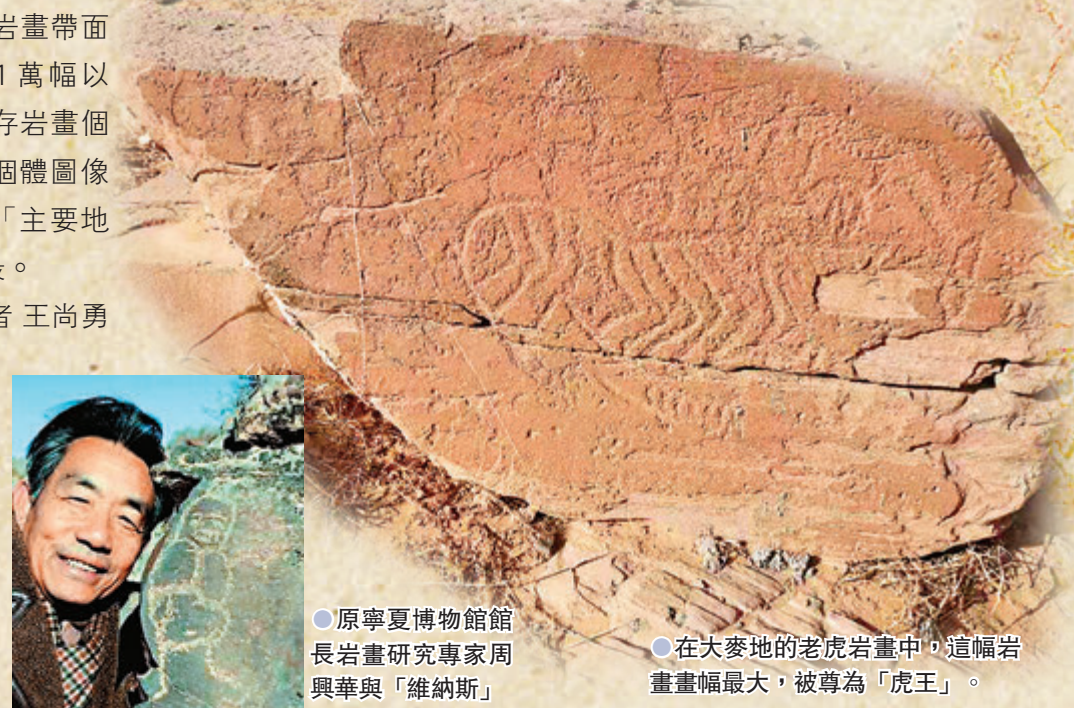 岩畫帶面
1 萬幅以
存岩畫個
個體圖像
「主要地
。
者 王尚勇
●原寧夏博物館館
長岩畫研究專家周
興華與「維納斯」
●在大麥地的老虎岩畫中，這幅岩
畫畫幅最大，被尊為「虎王」。